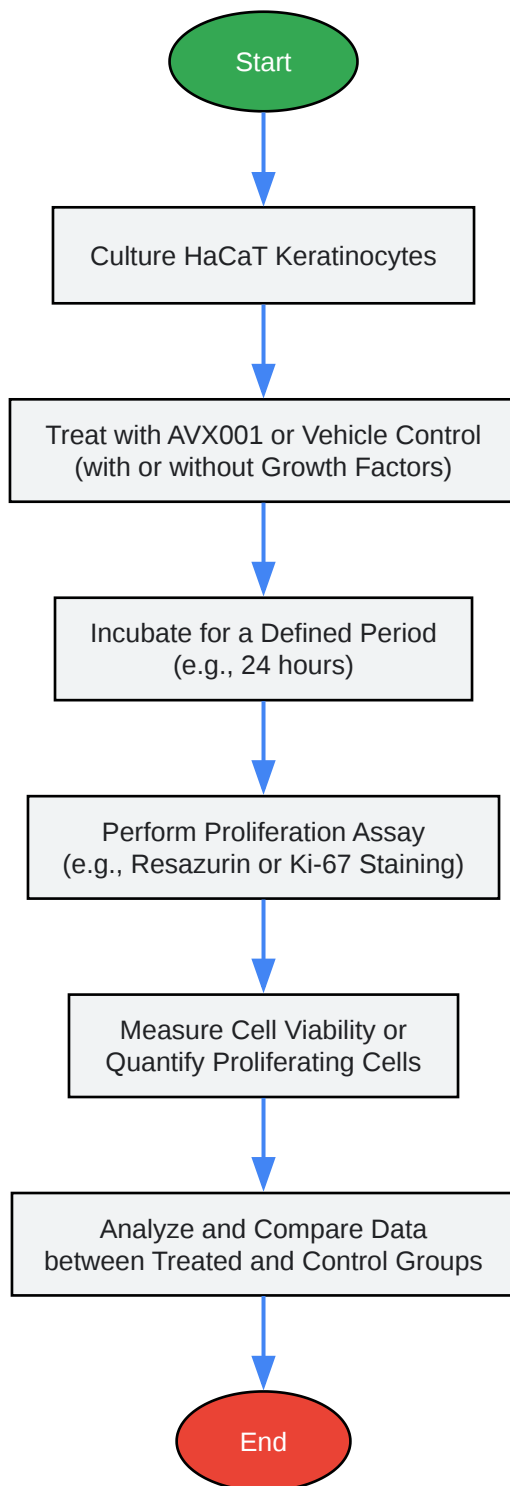 Start
Culture HaCaT Keratinocytes
Treat with AVX001 or Vehicle Control
(with or without Growth Factors)
Incubate for a Defined Period
(e.g., 24 hours)
Perform Proliferation Assay
(e.g., Resazurin or Ki-67 Staining)
Measure Cell Viability or
Quantify Proliferating Cells
Analyze and Compare Data
between Treated and Control Groups
End